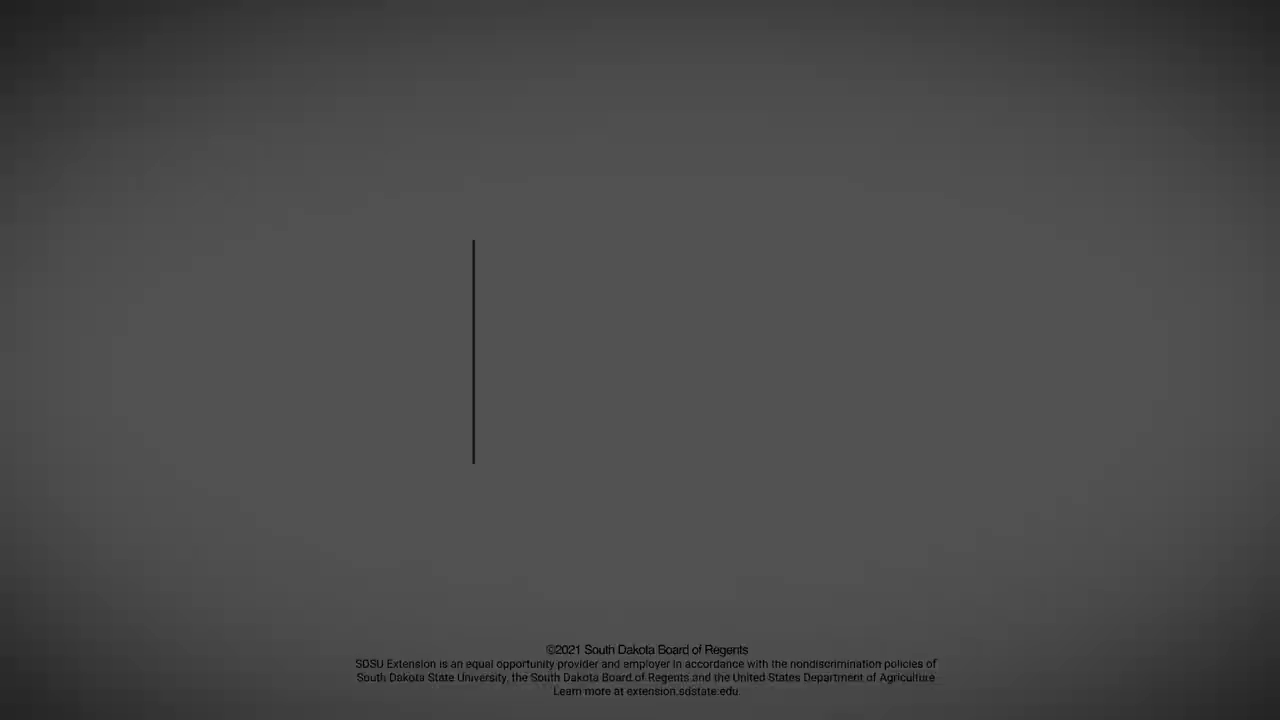 ©2021 South Dakota Board of Regents
SDSU Extension is an equal opportunity provider and employer in accordance with the nondiscrimination policies of
South Dakota State University, the South Dakota Board of Regents and the United States Department of Agriculture
Learn more at extension.sdstate.edu.